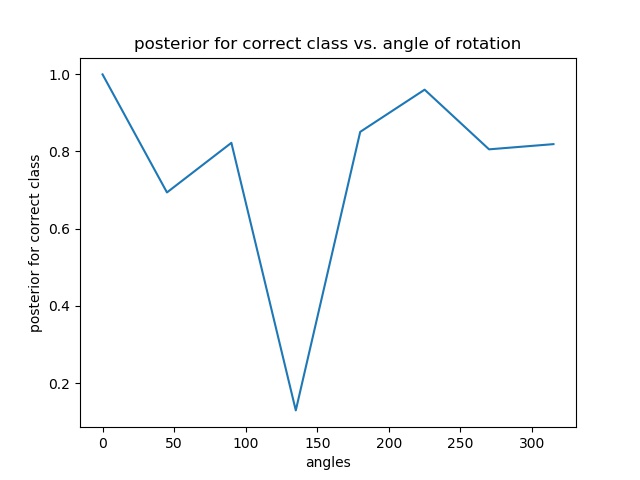 posterior for correct class vs. angle of rotation
posterior for correct class
1.0
0.8
0.6
0.4
0.2
0 50 100 150 200 250 300
angles